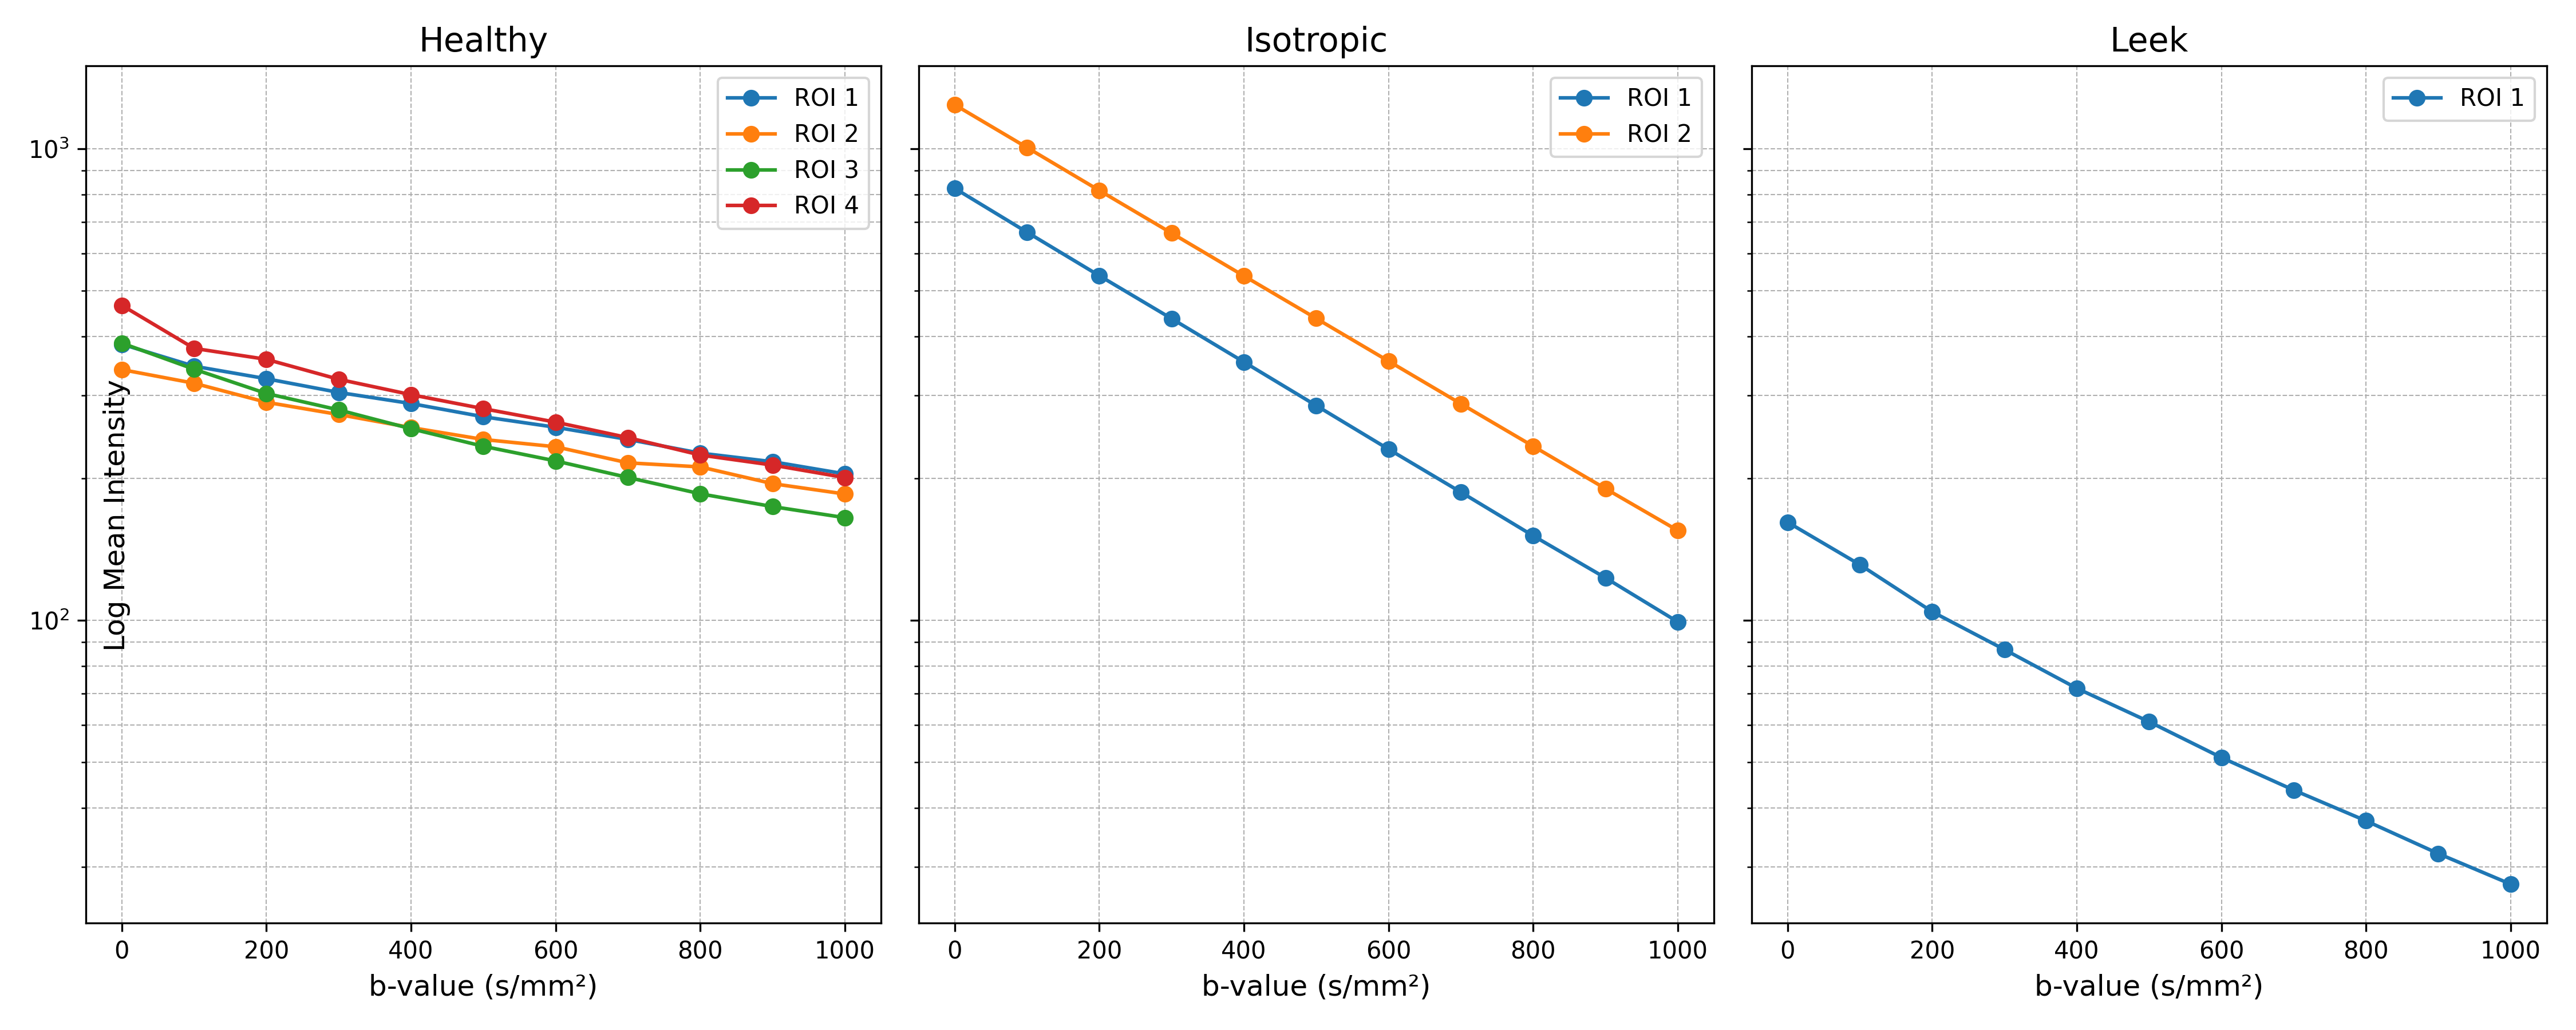 Healthy
ROI 1
ROI 2
ROI 3
ROI 4
10³
10²
Log Mean Intensity
0 200 400 600 800 1000
b-value (s/mm²)
Isotropic
ROI 1
ROI 2
0 200 400 600 800 1000
b-value (s/mm²)
Leek
ROI 1
0 200 400 600 800 1000
b-value (s/mm²)